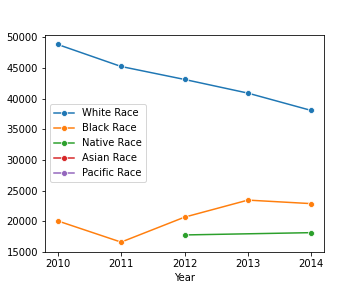 50000
45000
40000
35000
30000
25000
20000
15000
White Race
Black Race
Native Race
Asian Race
Pacific Race
2010 2011 2012 2013 2014
Year